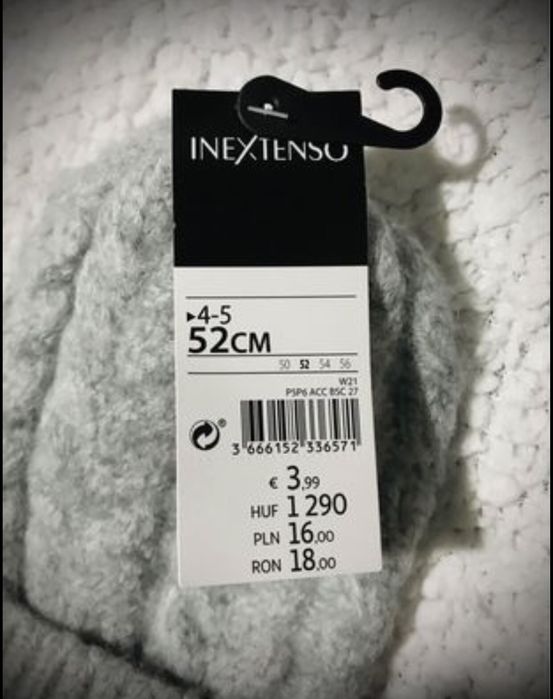 INEXTENSO
▸4-5
52CM
50 52 54 56
W21
PSP6 ACC BSC 27
3 666152 336571
€ 3,99
HUF 1 290
PLN 16,00
RON 18,00